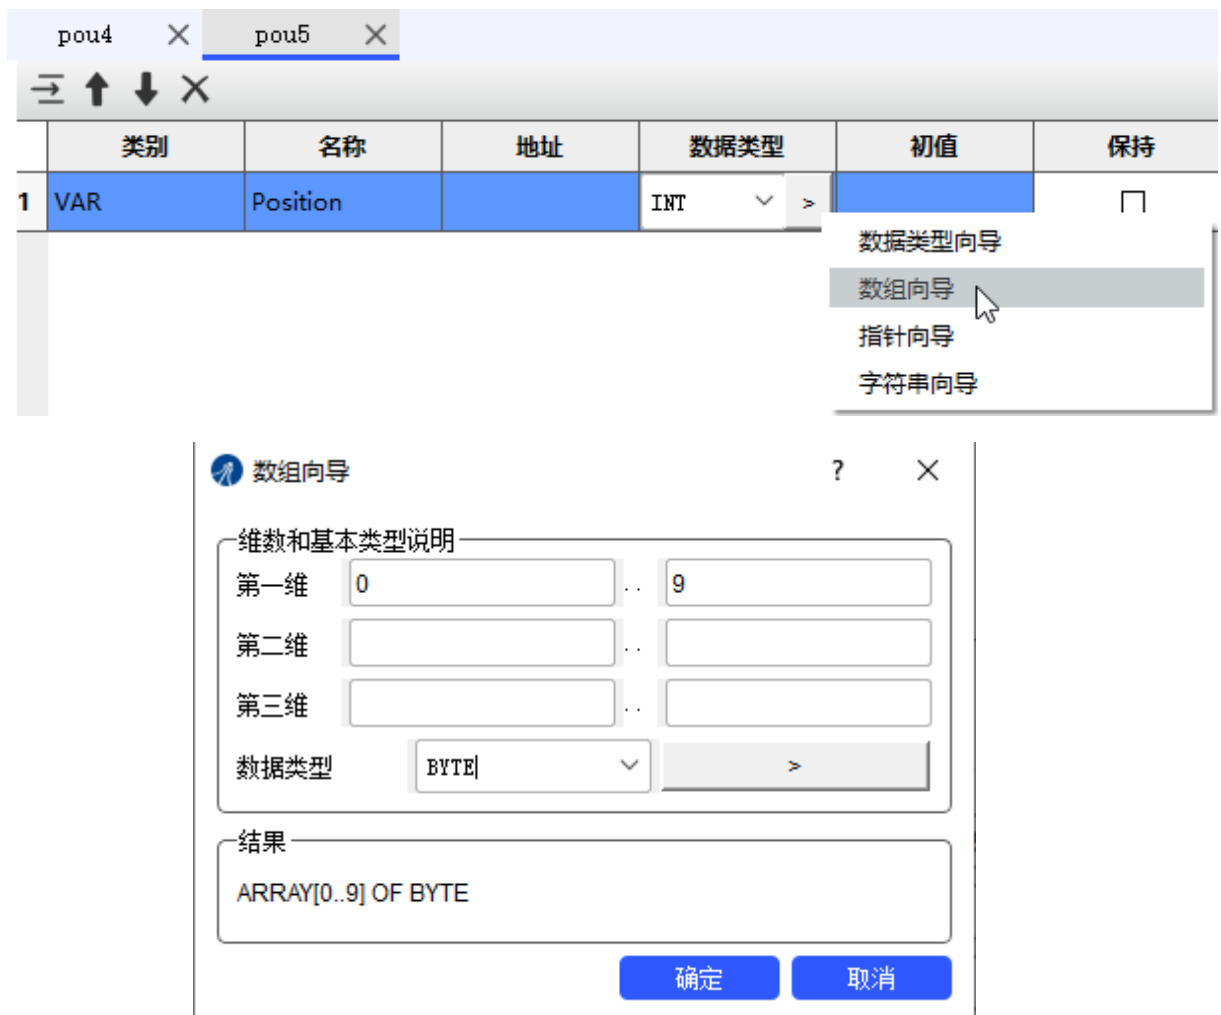 pou4 pou5
类别 名称 地址 数据类型 初值 保持
1 VAR Position INT >
数据类型向导
数组向导
指针向导
字符串向导
数组向导 ?
维数和基本类型说明
第一维 0 .. 9
第二维 ..
第三维 ..
数据类型 BYTE >
结果
ARRAY[0..9] OF BYTE
确定 取消